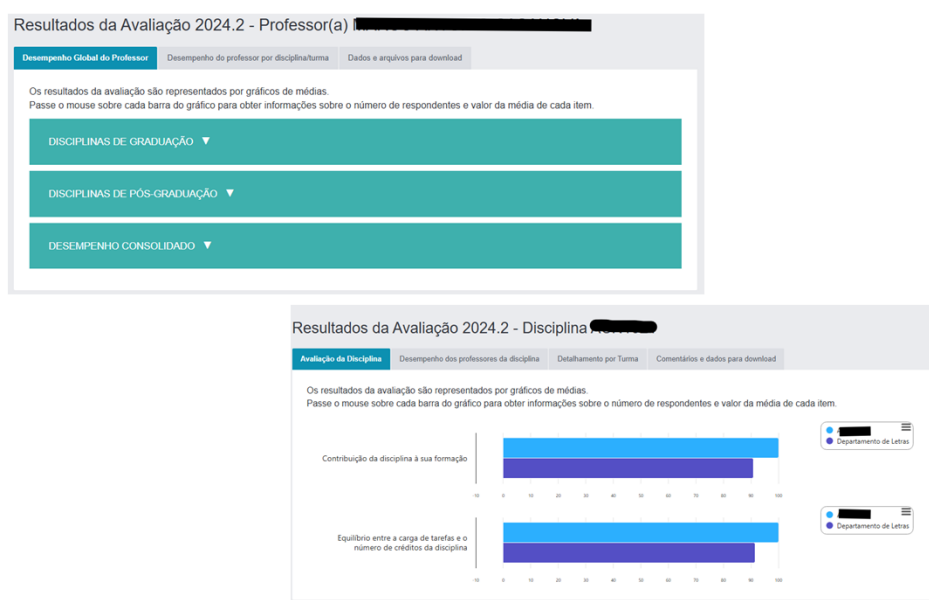 Resultados da Avaliação 2024.2 - Professor(a)
Desempenho Global do Professor
Desempenho do professor por disciplina/turma
Dados e arquivos para download
Os resultados da avaliação são representados por gráficos de médias.
Passe o mouse sobre cada barra do gráfico para obter informações sobre o número de respondentes e valor da média de cada item.
DISCIPLINAS DE GRADUAÇÃO ▼
DISCIPLINAS DE PÓS-GRADUAÇÃO ▼
DESEMPENHO CONSOLIDADO ▼
Resultados da Avaliação 2024.2 - Disciplina
Avaliação da Disciplina
Desempenho dos professores da disciplina
Detalhamento por Turma
Comentários e dados para download
Os resultados da avaliação são representados por gráficos de médias.
Passe o mouse sobre cada barra do gráfico para obter informações sobre o número de respondentes e valor da média de cada item.
Departamento de Letras
Contribuição da disciplina à sua formação
-10 0 10 20 30 40 50 60 70 80 90 100
Departamento de Letras
Equilíbrio entre a carga de tarefas e o
número de créditos da disciplina
-10 0 10 20 30 40 50 60 70 80 90 100